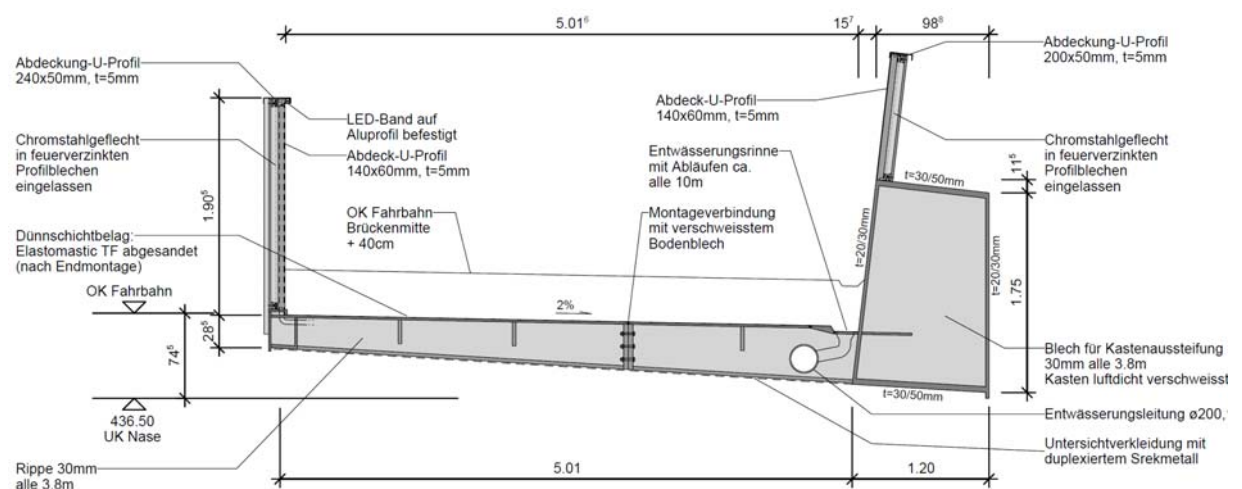 5.01⁶
15⁷
98⁸
Abdeckung-U-Profil
240x50mm, t=5mm
Chromstahlgeflecht
in feuerverzinkten
Profilblechen
eingelassen
Dünnschichtbelag:
Elastomastic TF abgesandet
(nach Endmontage)
OK Fahrbahn
1.90⁵
28⁵
74⁵
436.50
UK Nase
Rippe 30mm
alle 3.8m
LED-Band auf
Aluprofil befestigt
Abdeck-U-Profil
140x60mm, t=5mm
OK Fahrbahn
Brückenmitte
+ 40cm
2%
Abdeck-U-Profil
140x60mm, t=5mm
Entwässerungsrinne
mit Abläufen ca.
alle 10m
Montageverbindung
mit verschweisstem
Bodenblech
t=20/30mm
t=30/50mm
t=20/30mm
t=30/50mm
11⁵
1.75
Abdeckung-U-Profil
200x50mm, t=5mm
Chromstahlgeflecht
in feuerverzinkten
Profilblechen
eingelassen
Blech für Kastenaussteifung
30mm alle 3.8m
Kasten luftdicht verschweisst
Entwässerungsleitung ø200,
Untersichtverkleidung mit
duplexiertem Srekmetall
5.01
1.20